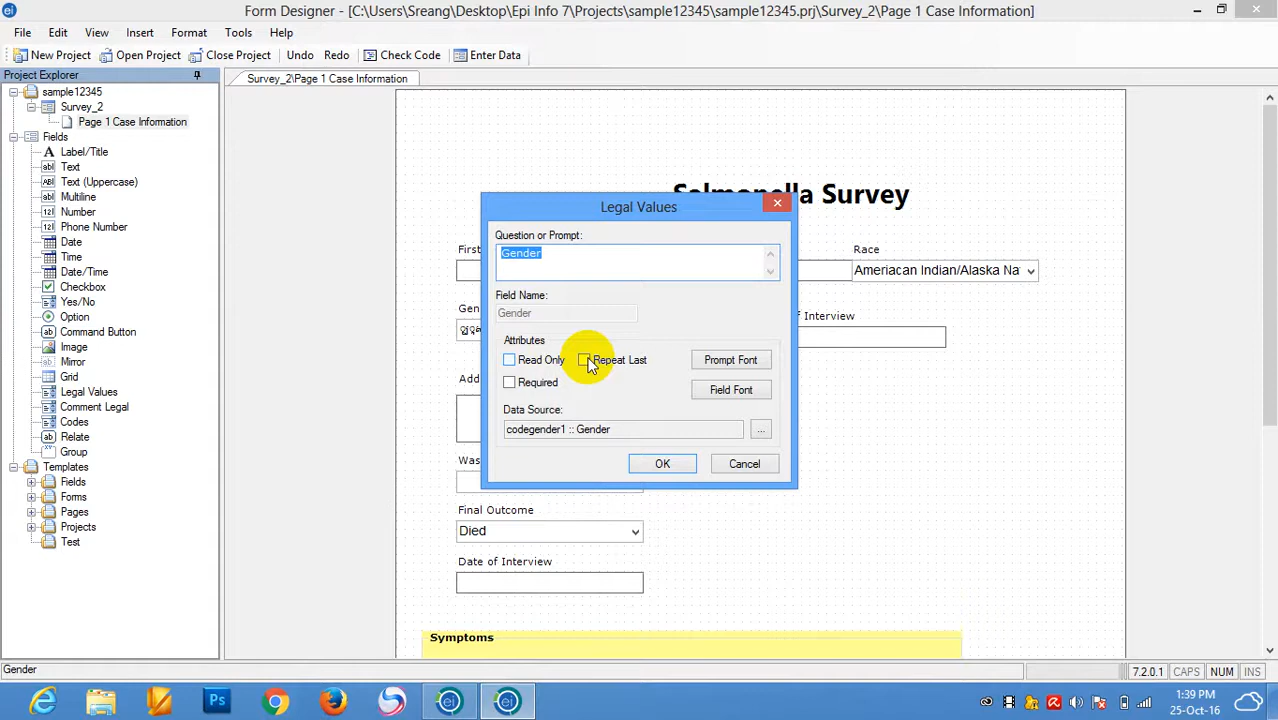 Form Designer - [C:\Users\Sreang\Desktop\Epi Info 7\Projects\sample12345\sample12345.prj\Survey_2\Page 1 Case Information]
File Edit View Insert Format Tools Help
New Project Open Project Close Project Undo Redo Check Code Enter Data
Project Explorer
Survey_2\Page 1 Case Information
sample12345
Survey_2
Page 1 Case Information
Fields
Label/Title
Text
Text (Uppercase)
Multiline
Number
Phone Number
Date
Time
Date/Time
Checkbox
Yes/No
Option
Command Button
Image
Mirror
Grid
Legal Values
Comment Legal
Codes
Relate
Group
Templates
Fields
Forms
Pages
Projects
Test
Salmonella Survey
First
Race
Ameriacan Indian/Alaska Na
Gen
f Interview
Add
Was
Final Outcome
Died
Date of Interview
Symptoms
Legal Values
Question or Prompt:
Gender
Field Name:
Gender
Attributes
Read Only Repeat Last Prompt Font
Required Field Font
Data Source:
codegender1 :: Gender ...
OK Cancel
Gender
7.2.0.1 CAPS NUM INS
1:39 PM
25-Oct-16